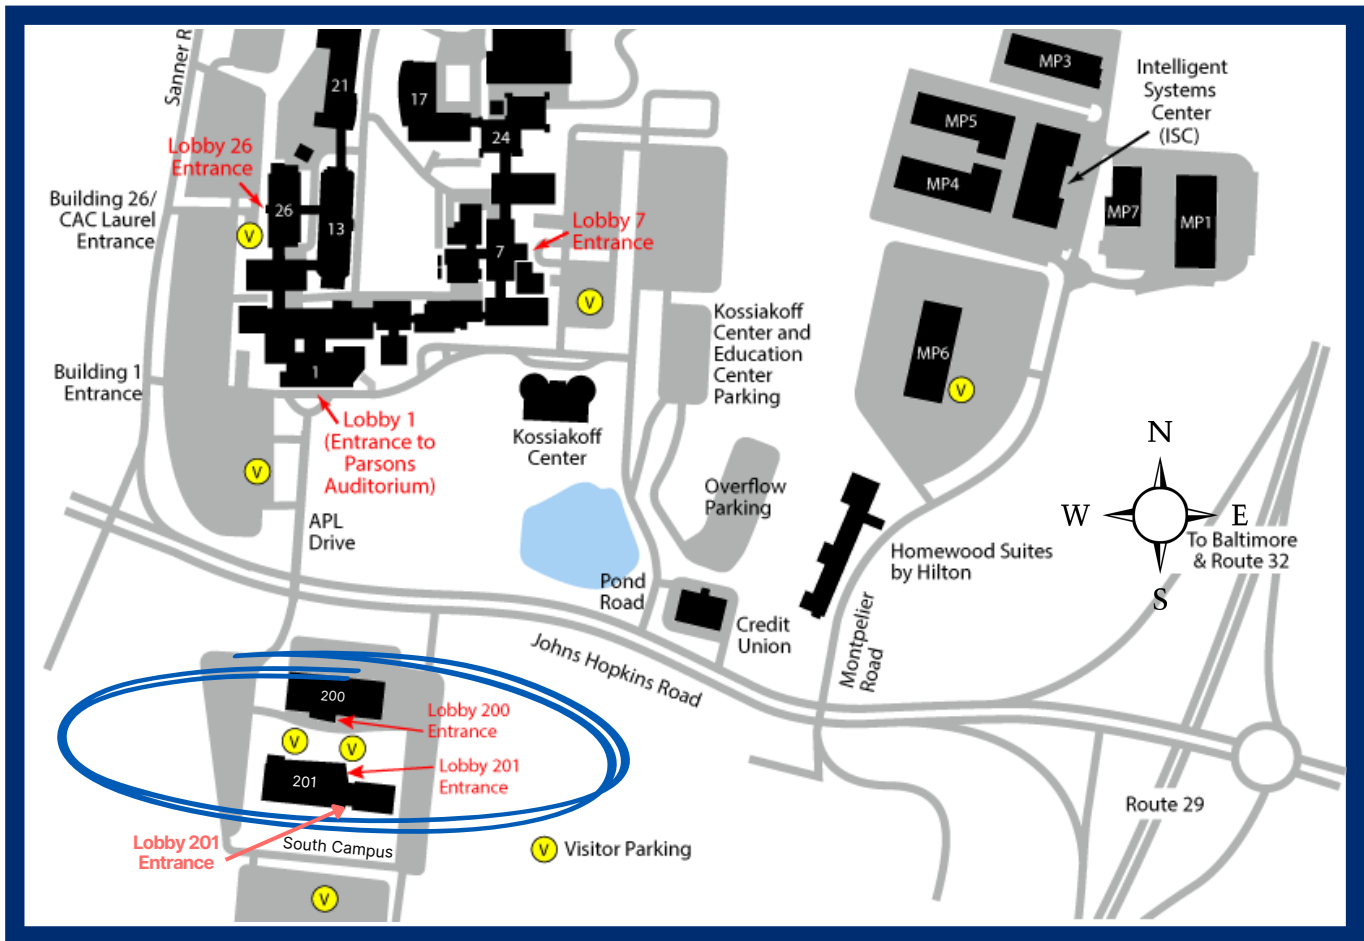 Sanner R
21
17
24
MP3
Intelligent
Systems
Center
(ISC)
MP5
MP4
MP7
MP1
Lobby 26
Entrance
Building 26/
CAC Laurel
Entrance
26
13
V
7
Lobby 7
Entrance
V
Kossiakoff
Center and
Education
Center
Parking
MP6
V
Building 1
Entrance
1
Lobby 1
(Entrance to
Parsons
Auditorium)
Kossiakoff
Center
V
APL
Drive
Overflow
Parking
N
W
E
S
To Baltimore
& Route 32
Homewood Suites
by Hilton
Pond
Road
Credit
Union
Montpelier
Road
Johns Hopkins Road
200
Lobby 200
Entrance
V
V
201
Lobby 201
Entrance
Lobby 201
Entrance
South Campus
V
Visitor Parking
V
Route 29